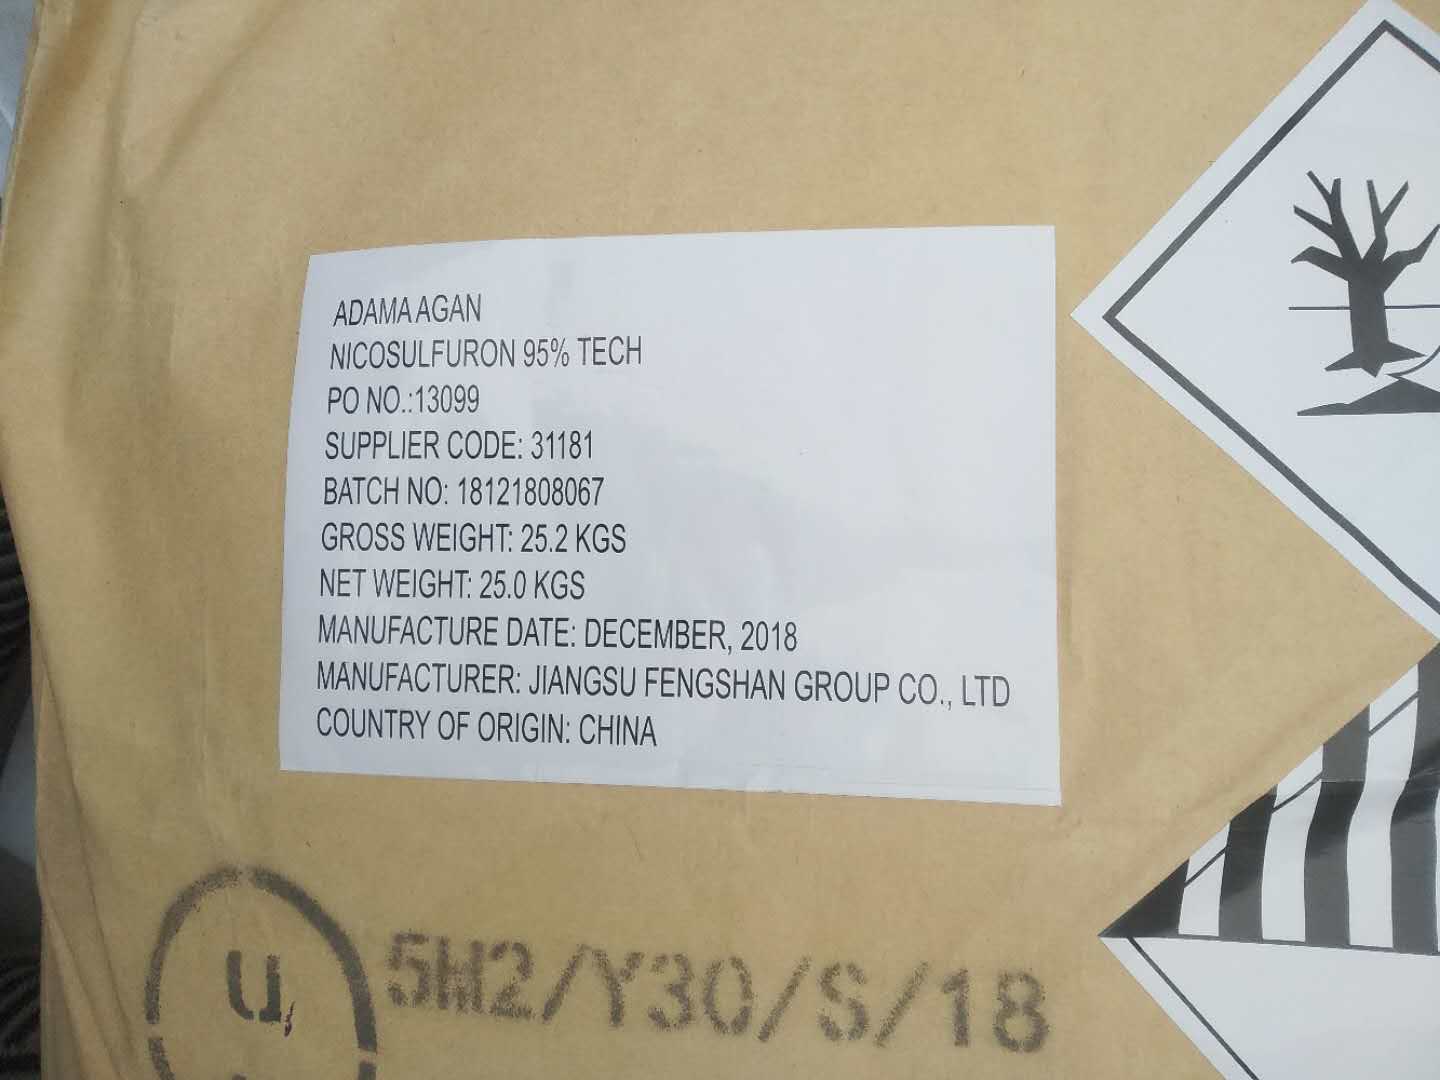 ADAMA AGAN
NICOSULFURON 95% TECH
PO NO.:13099
SUPPLIER CODE: 31181
BATCH NO: 18121808067
GROSS WEIGHT: 25.2 KGS
NET WEIGHT: 25.0 KGS
MANUFACTURE DATE: DECEMBER, 2018
MANUFACTURER: JIANGSU FENGSHAN GROUP CO., LTD
COUNTRY OF ORIGIN: CHINA
u
5M2/Y30/S/18